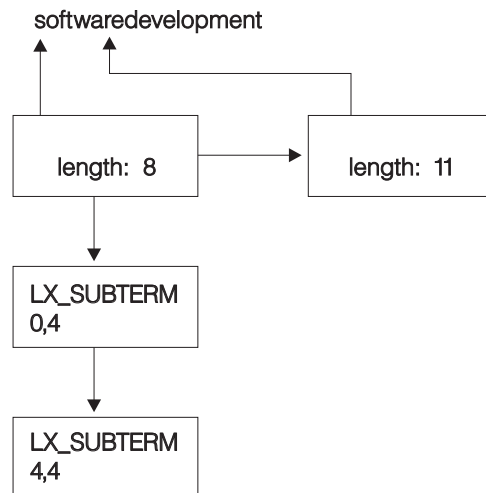 softwaredevelopment
length: 8
length: 11
LX_SUBTERM
0,4
LX_SUBTERM
4,4